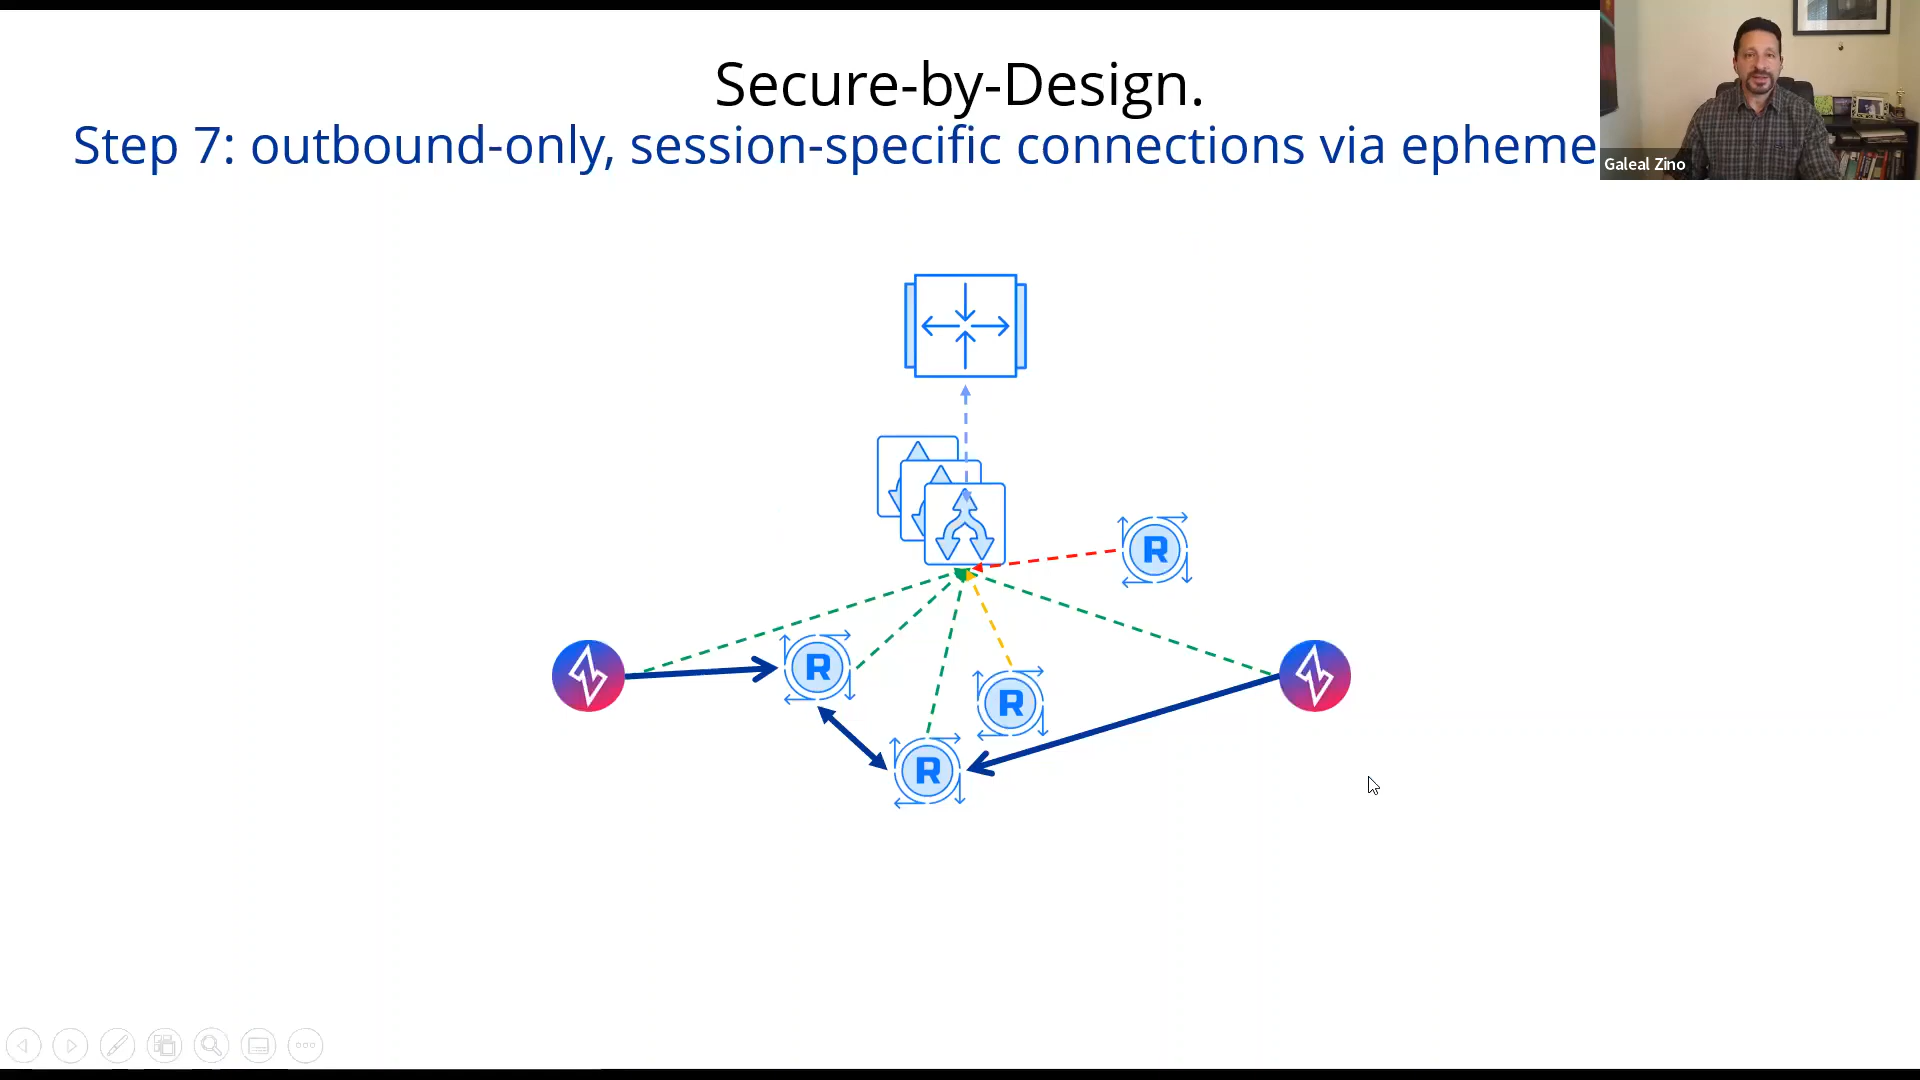 Secure-by-Design.
Step 7: outbound-only, session-specific connections via epheme
Galeal Zino
R
R
R
R